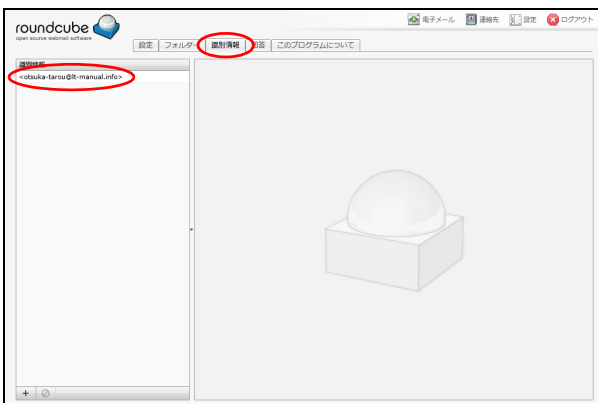 roundcube
open source webmail software
電子メール 連絡先 設定 ログアウト
設定 フォルダー 識別情報 回答 このプログラムについて
識別情報
<otsuka-tarou@lt-manual.info>
+